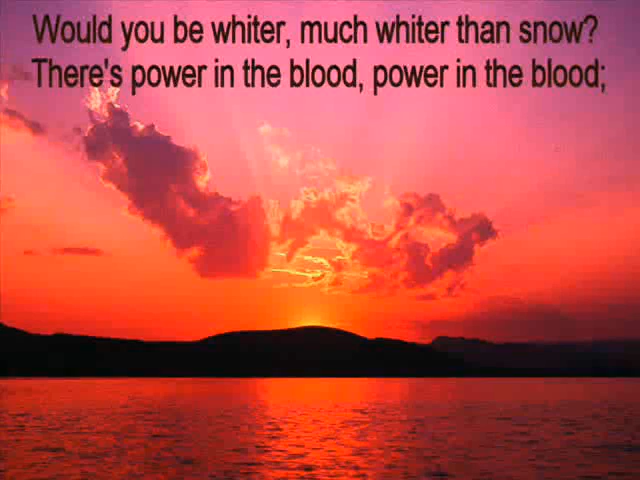 Would you be whiter, much whiter than snow?
There's power in the blood, power in the blood;